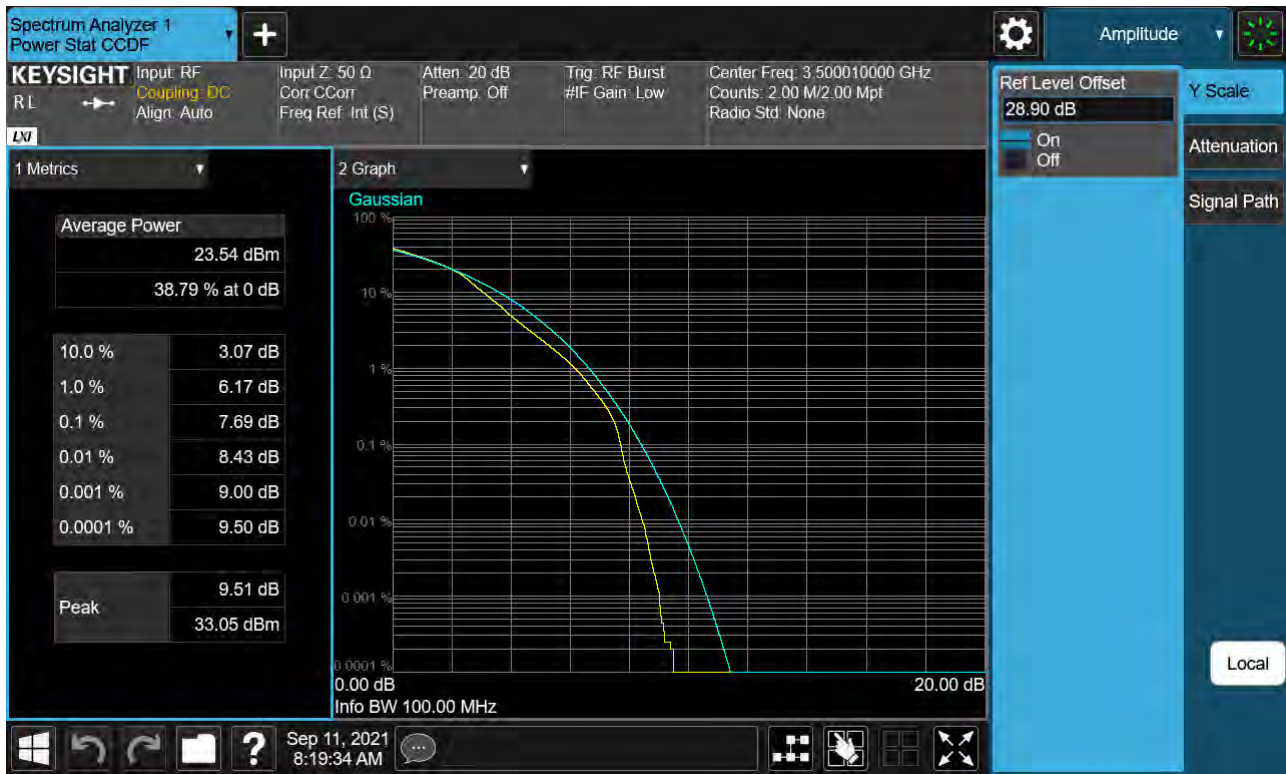 Spectrum Analyzer 1
Power Stat CCDF
Amplitude
KEYSIGHT
R L
LXI
Input: RF
Coupling: DC
Align: Auto
Input Z: 50 Ω
Corr CCorr
Freq Ref: Int (S)
Atten: 20 dB
Preamp: Off
Trig: RF Burst
#IF Gain: Low
Center Freq: 3.500010000 GHz
Counts: 2.00 M/2.00 Mpt
Radio Std: None
Ref Level Offset
28.90 dB
On
Off
Y Scale
Attenuation
Signal Path
Local
1 Metrics
Average Power
23.54 dBm
38.79 % at 0 dB
10.0 % 3.07 dB
1.0 % 6.17 dB
0.1 % 7.69 dB
0.01 % 8.43 dB
0.001 % 9.00 dB
0.0001 % 9.50 dB
Peak
9.51 dB
33.05 dBm
2 Graph
Gaussian
100 %
10 %
1 %
0.1 %
0.01 %
0.001 %
0.0001 %
0.00 dB 20.00 dB
Info BW 100.00 MHz
?
Sep 11, 2021
8:19:34 AM